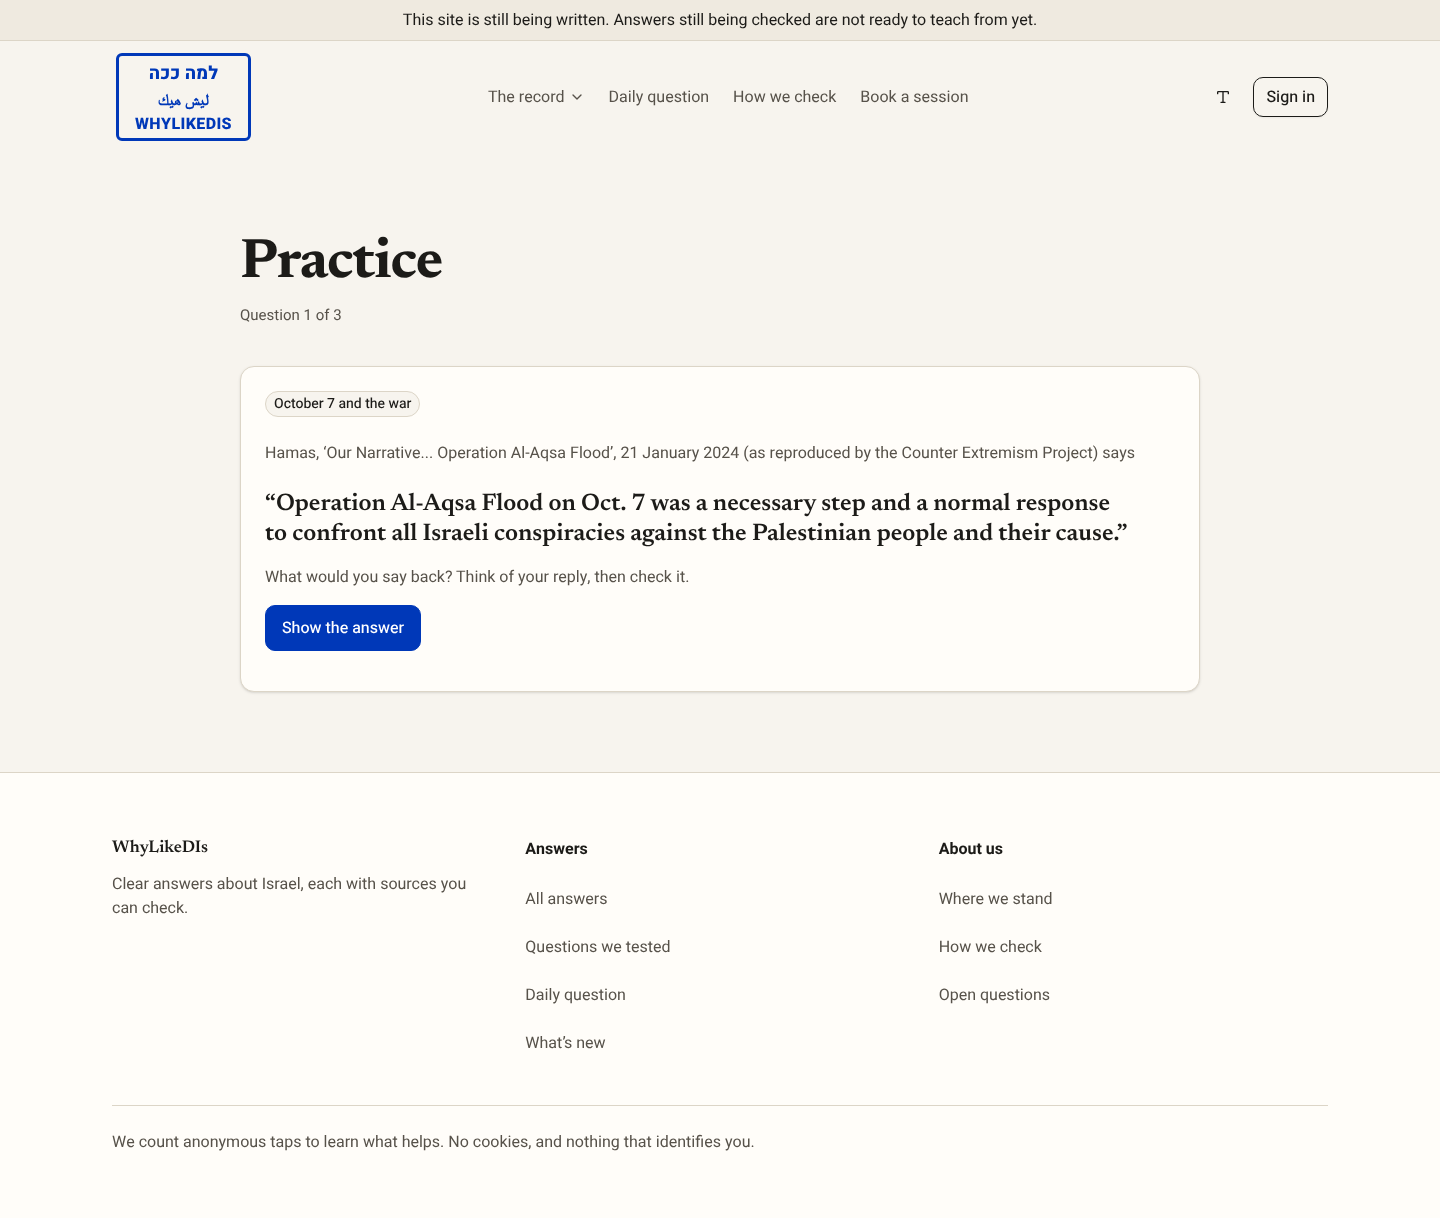 This site is still being written. Answers still being checked are not ready to teach from yet.
למה ככה
ليش هيك
WHYLIKEDIS
The record
Daily question
How we check
Book a session
T
Sign in
Practice
Question 1 of 3
October 7 and the war
Hamas, ‘Our Narrative... Operation Al-Aqsa Flood’, 21 January 2024 (as reproduced by the Counter Extremism Project) says
“Operation Al-Aqsa Flood on Oct. 7 was a necessary step and a normal response
to confront all Israeli conspiracies against the Palestinian people and their cause.”
What would you say back? Think of your reply, then check it.
Show the answer
WhyLikeDIs
Clear answers about Israel, each with sources you
can check.
Answers
All answers
Questions we tested
Daily question
What’s new
About us
Where we stand
How we check
Open questions
We count anonymous taps to learn what helps. No cookies, and nothing that identifies you.